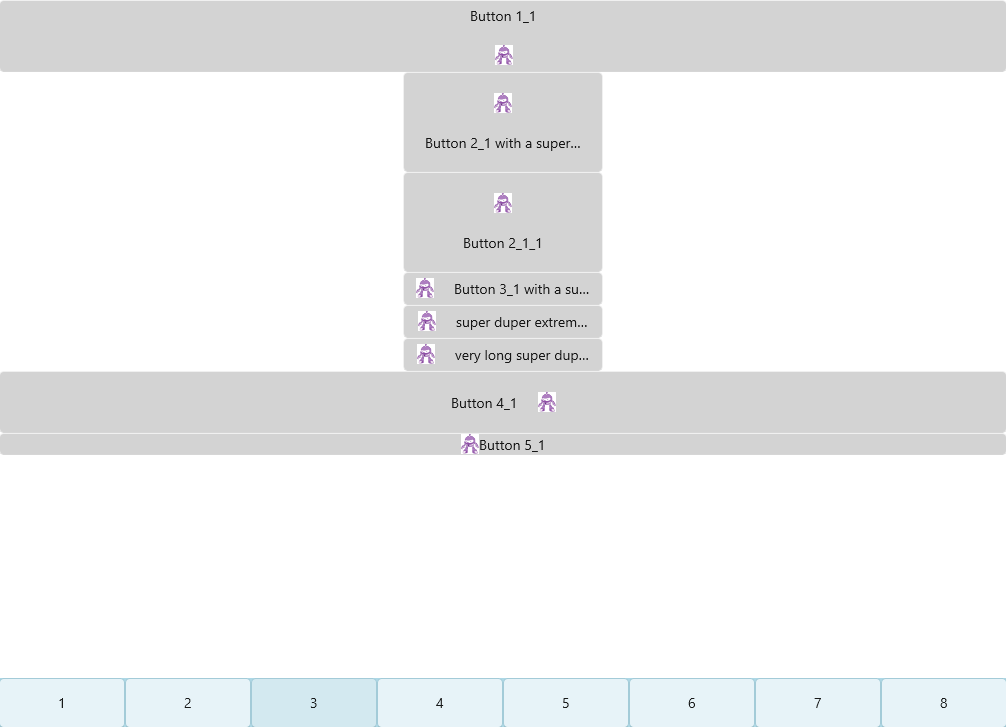 Button 1_1
Button 2_1 with a super...
Button 2_1_1
Button 3_1 with a su...
super duper extrem...
very long super dup...
Button 4_1
Button 5_1
1 2 3 4 5 6 7 8